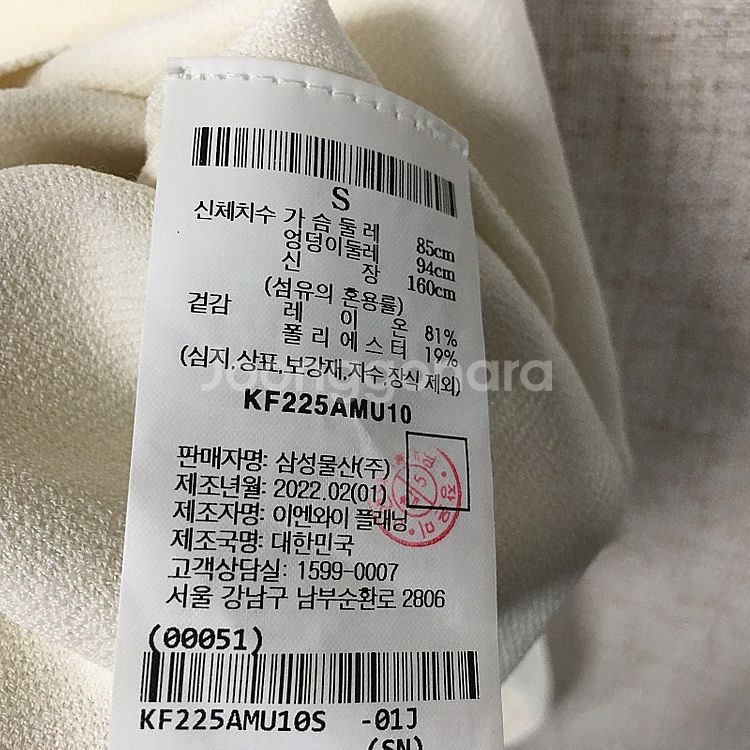 S
신체치수 가 슴 둘 레 85cm
엉덩이둘레 94cm
신 장 160cm
(섬유의 혼용률)
겉감 레 이 온 81%
폴 리 에 스 터 19%
(심지,상표,보강재,자수 장식 제외)
Joonggonara
KF225AMU10
판매자명: 삼성물산(주)
제조년월: 2022.02(01)
제조자명: 이엔와이 플래닝
제조국명: 대한민국
고객상담실: 1599-0007
서울 강남구 남부순환로 2806
(00051)
KF225AMU10S -01J
(SN)